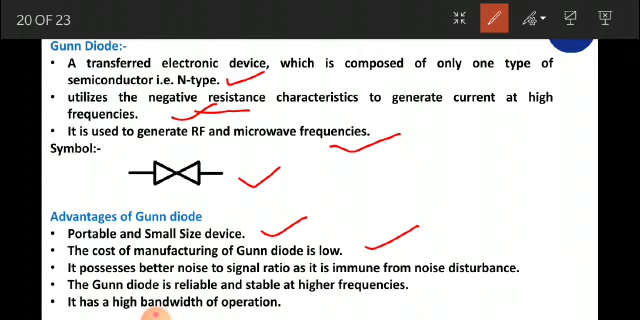 20 OF 23
Gunn Diode:-
• A transferred electronic device, which is composed of only one type of
semiconductor i.e. N-type.
• utilizes the negative resistance characteristics to generate current at high
frequencies.
• It is used to generate RF and microwave frequencies.
Symbol:-
Advantages of Gunn diode
• Portable and Small Size device.
• The cost of manufacturing of Gunn diode is low.
• It possesses better noise to signal ratio as it is immune from noise disturbance.
• The Gunn diode is reliable and stable at higher frequencies.
• It has a high bandwidth of operation.